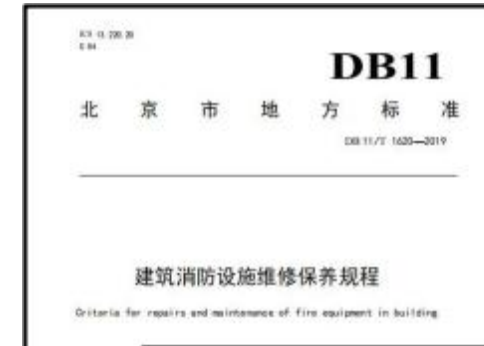 ICS 13.220.20
C 84
DB11
北京市地方标准
DB11/T 1620—2019
建筑消防设施维修保养规程
Criteria for repairs and maintenance of fire equipment in building